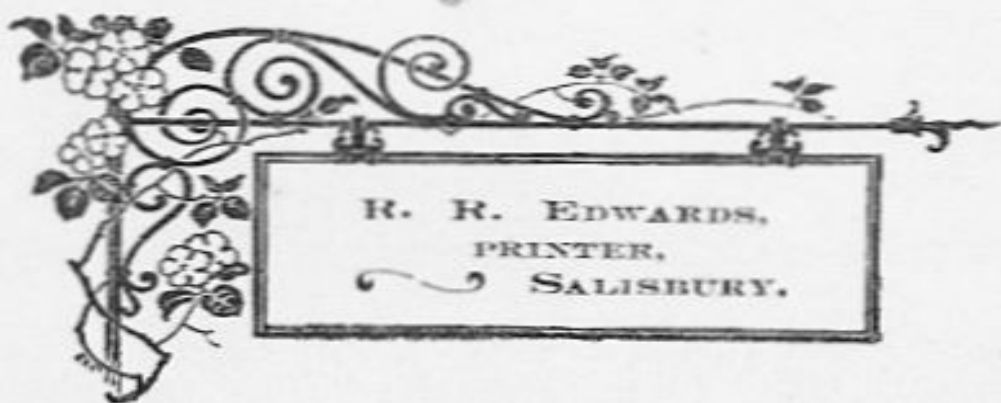 R. R. EDWARDS,
PRINTER,
SALISBURY.